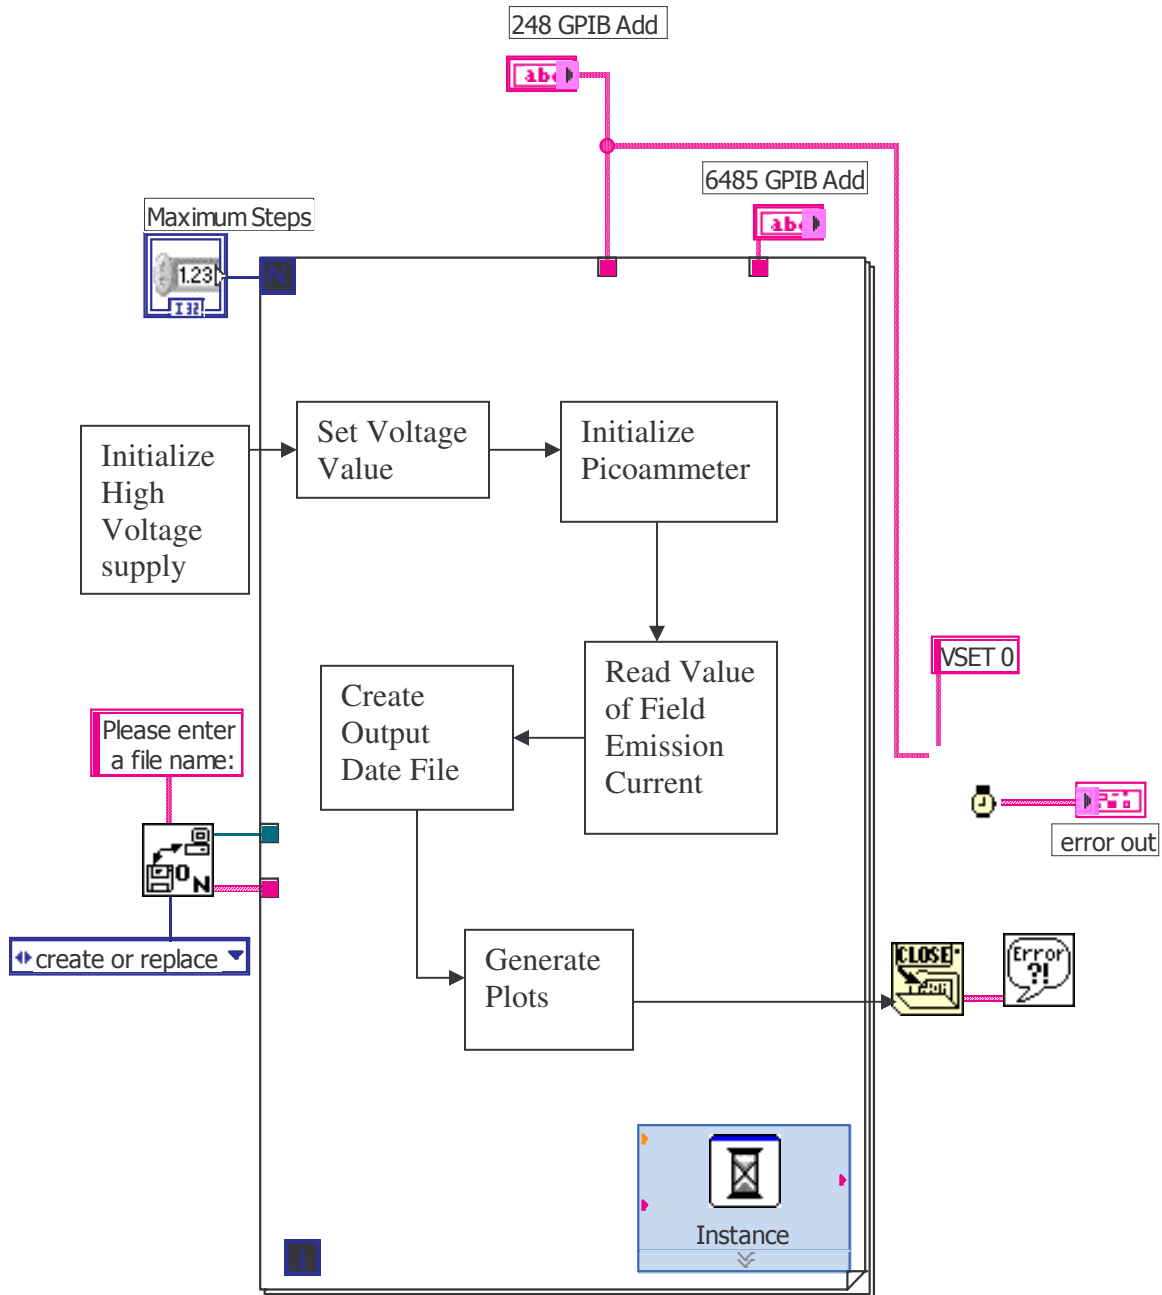 248 GPIB Add
abc
6485 GPIB Add
abc
Maximum Steps
1.23
I32
N
Set Voltage
Value
Initialize
Picoammeter
Initialize
High
Voltage
supply
Read Value
of Field
Emission
Current
VSET 0
Create
Output
Date File
Please enter
a file name:
error out
O
N
create or replace
Generate
Plots
CLOSE
Error
?!
Instance
i